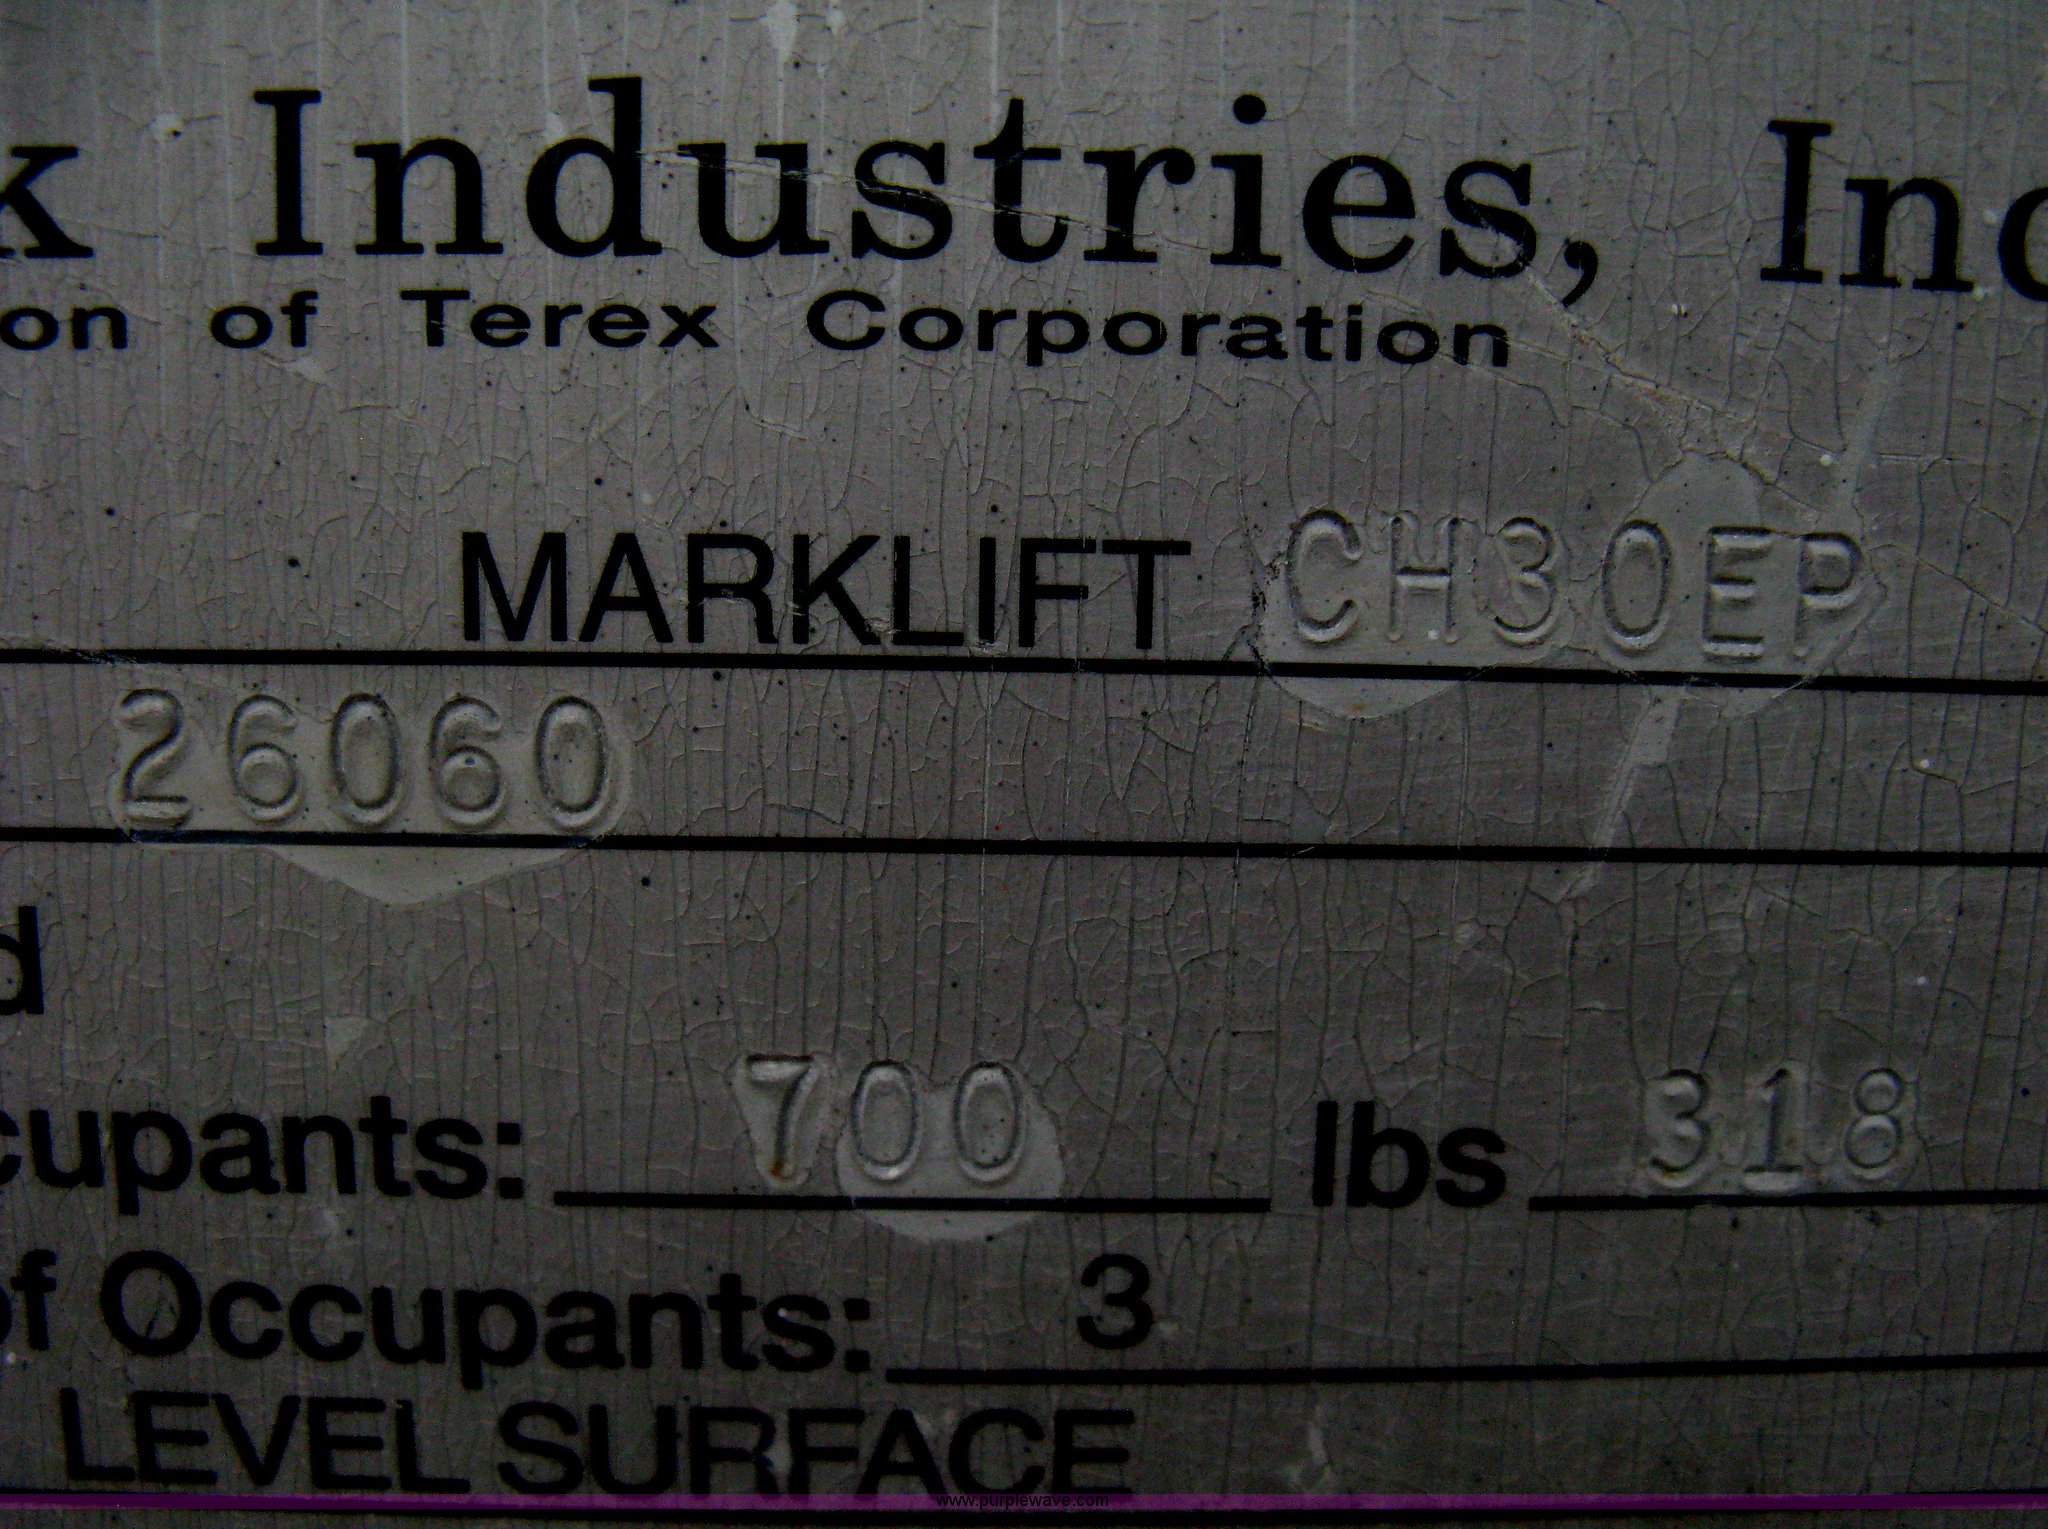 k Industries, Inc
on of Terex Corporation
MARKLIFT CH30EP
26060
d
cupants: 700 lbs 318
of Occupants: 3
LEVEL SURFACE
www.purplewave.com